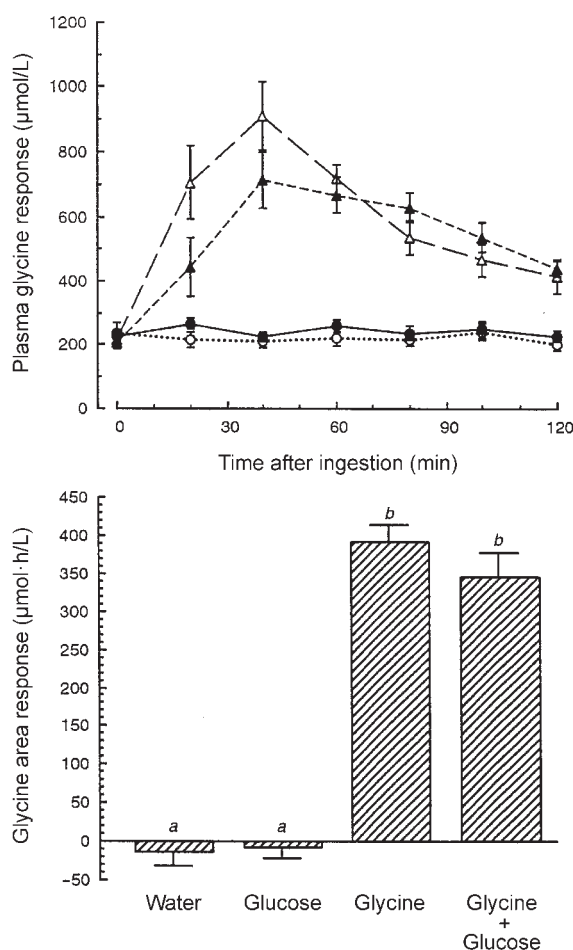 Plasma glycine response (µmol/L)
1200
1000
800
600
400
200
0
0 30 60 90 120
Time after ingestion (min)
Glycine area response (µmol·h/L)
450
400
350
300
250
200
150
100
50
0
−50
a a b b
Water Glucose Glycine Glycine
+
Glucose